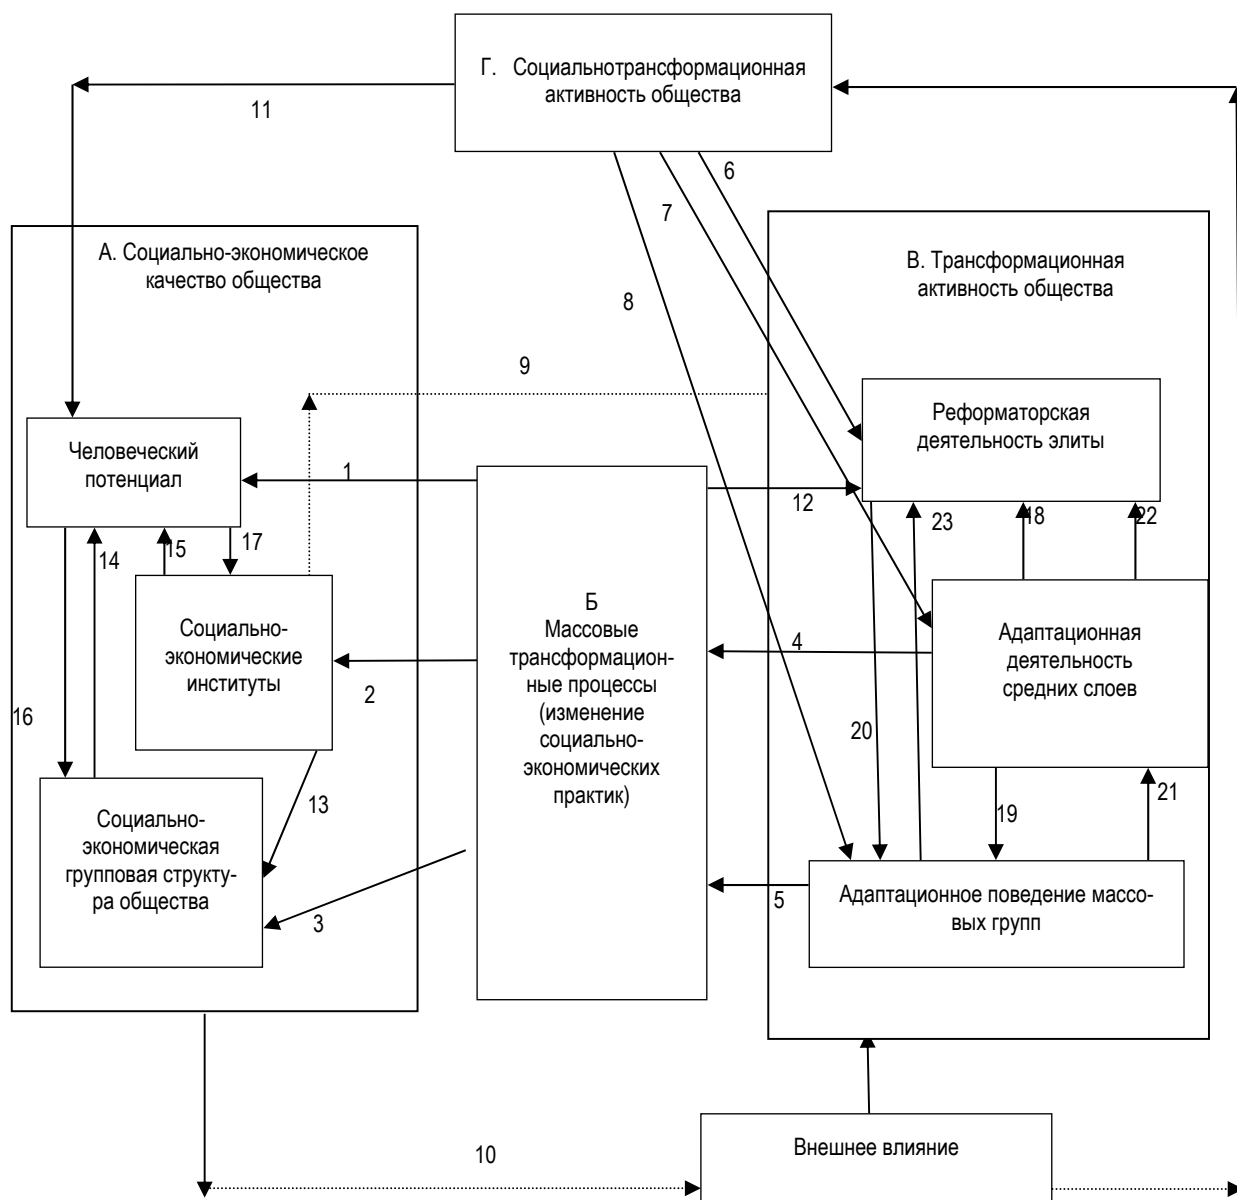 Г. Социальнотрансформационная
активность общества
11
6
7
А. Социально-экономическое
качество общества
В. Трансформационная
активность общества
8
9
Реформаторская
деятельность элиты
Человеческий
потенциал
1
12
23
18
22
14
15
17
Б
Массовые
трансформацион-
ные процессы
(изменение
социально-
экономических
практик)
Социально-
экономические
институты
Адаптационная
деятельность
средних слоев
4
2
16
20
13
19
21
Социально-
экономическая
групповая структу-
ра общества
5
Адаптационное поведение массо-
вых групп
3
Внешнее влияние
10